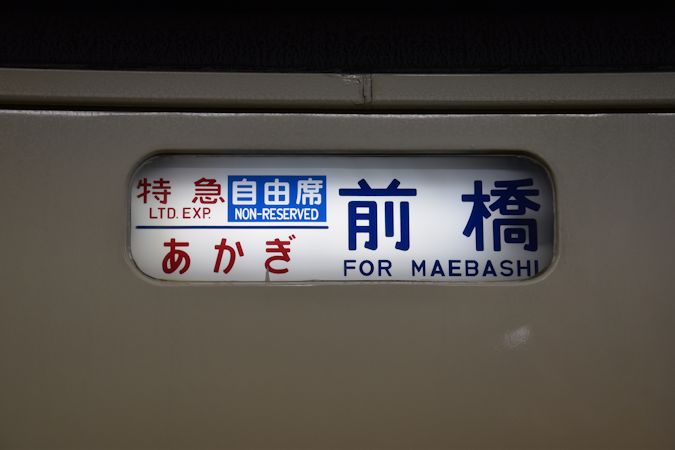 特急 自由席
LTD. EXP. NON-RESERVED
あかぎ
前橋
FOR MAEBASHI